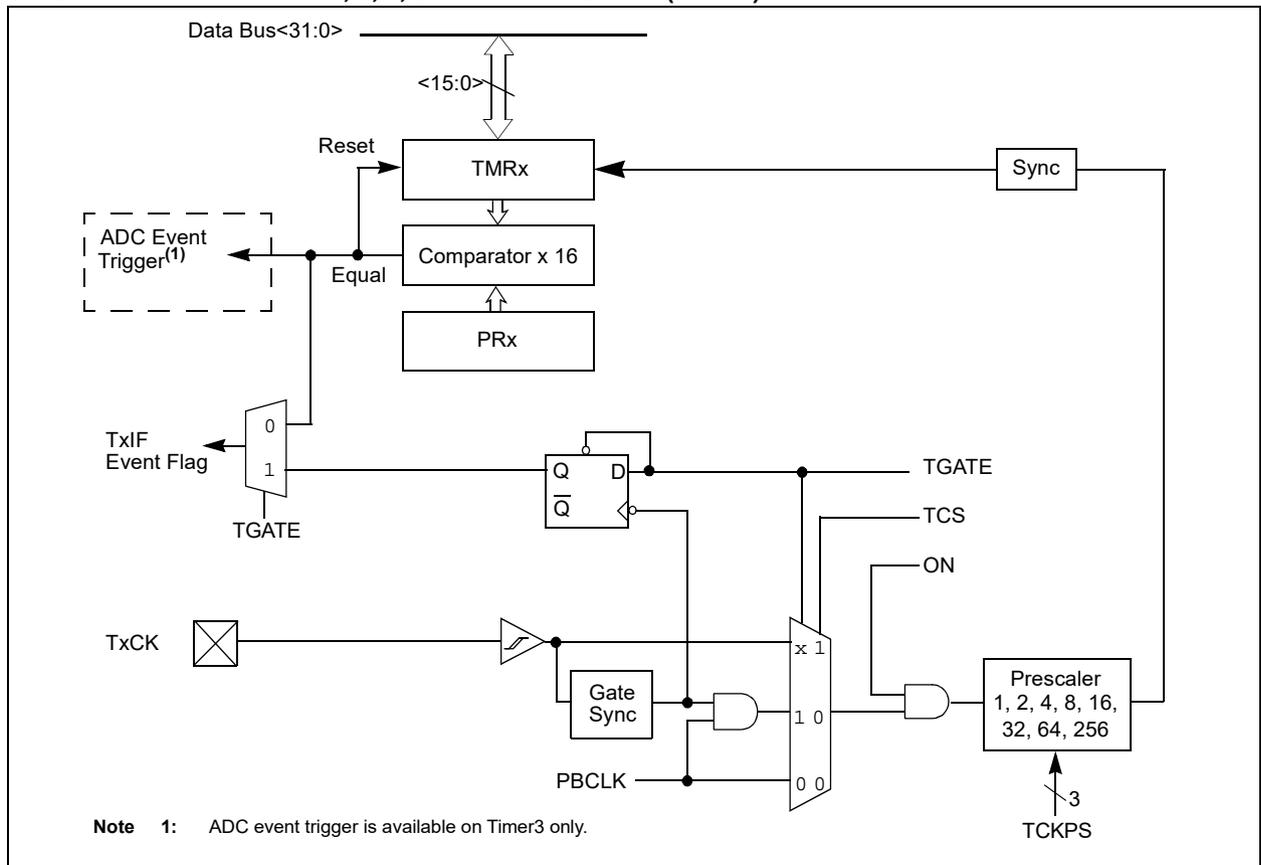 Data Bus<31:0>
<15:0>
Reset
TMRx
Sync
ADC Event
Trigger(1)
Equal
Comparator x 16
PRx
0
1
TxIF
Event Flag
TGATE
Q
D
Q
TGATE
TCS
ON
TxCK
x 1
Gate
Sync
1 0
Prescaler
1, 2, 4, 8, 16,
32, 64, 256
PBCLK
0 0
3
TCKPS
Note 1: ADC event trigger is available on Timer3 only.